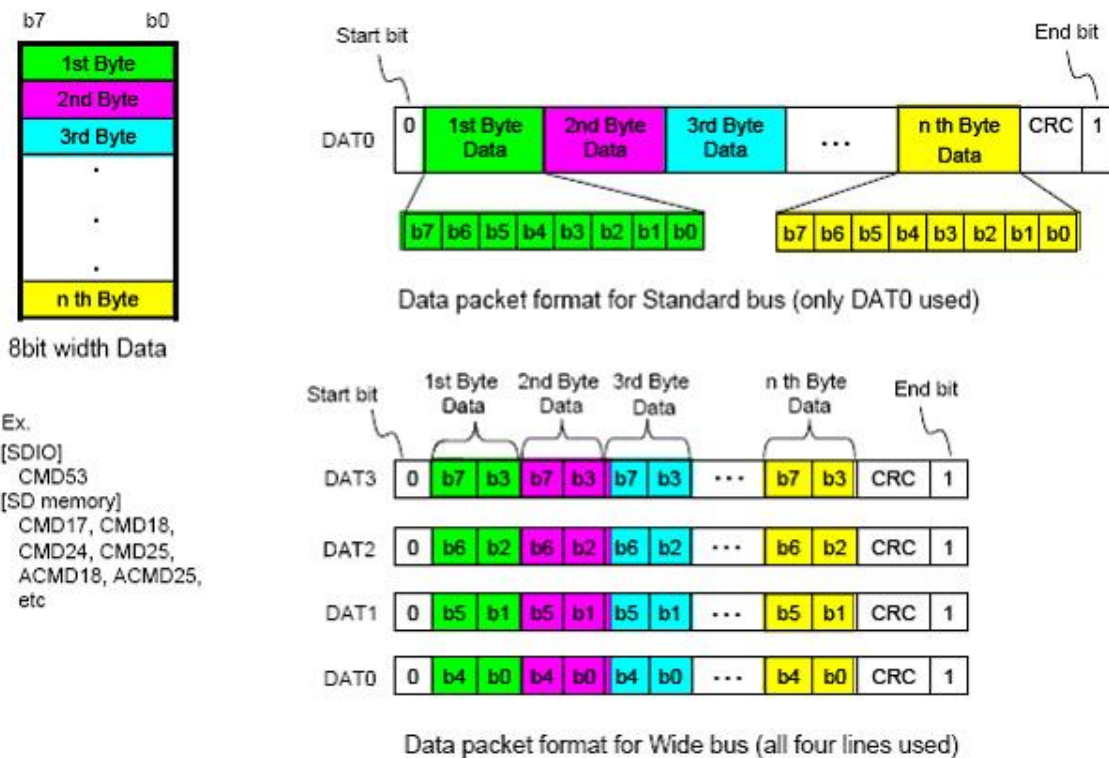 b7 b0
1st Byte
2nd Byte
3rd Byte
.
.
.
n th Byte
8bit width Data
Ex.
[SDIO]
CMD53
[SD memory]
CMD17, CMD18,
CMD24, CMD25,
ACMD18, ACMD25,
etc
Start bit
End bit
DAT0 0 1st Byte Data 2nd Byte Data 3rd Byte Data ... n th Byte Data CRC 1
b7 b6 b5 b4 b3 b2 b1 b0
b7 b6 b5 b4 b3 b2 b1 b0
Data packet format for Standard bus (only DAT0 used)
Start bit
1st Byte Data 2nd Byte Data 3rd Byte Data n th Byte Data
End bit
DAT3 0 b7 b3 b7 b3 b7 b3 ... b7 b3 CRC 1
DAT2 0 b6 b2 b6 b2 b6 b2 ... b6 b2 CRC 1
DAT1 0 b5 b1 b5 b1 b5 b1 ... b5 b1 CRC 1
DAT0 0 b4 b0 b4 b0 b4 b0 ... b4 b0 CRC 1
Data packet format for Wide bus (all four lines used)